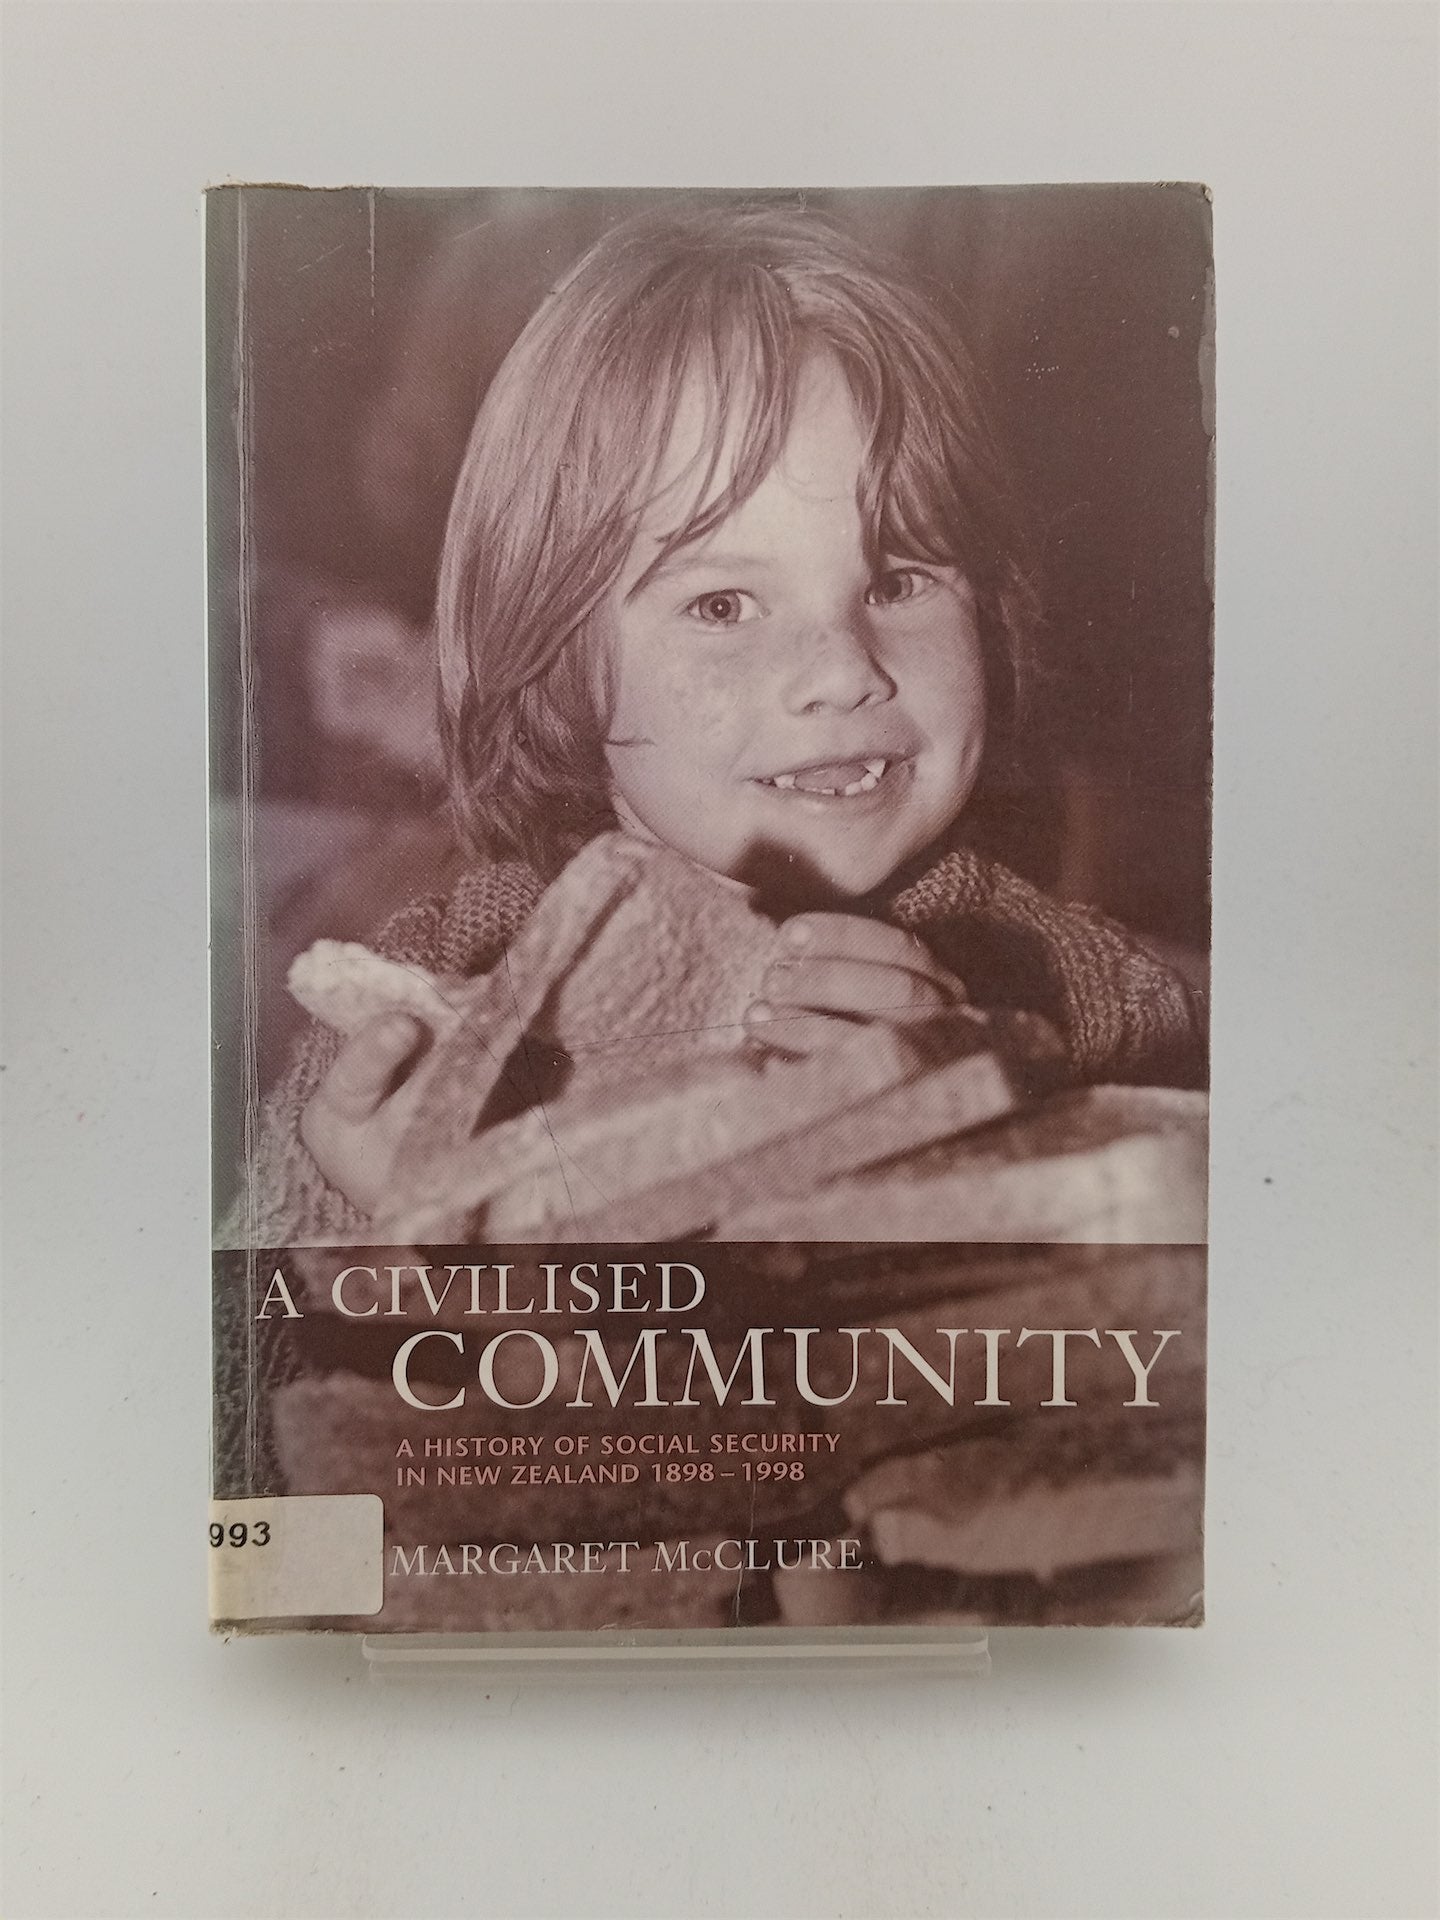 A CIVILISED
COMMUNITY
A HISTORY OF SOCIAL SECURITY
IN NEW ZEALAND 1898–1998
993
MARGARET McCLURE